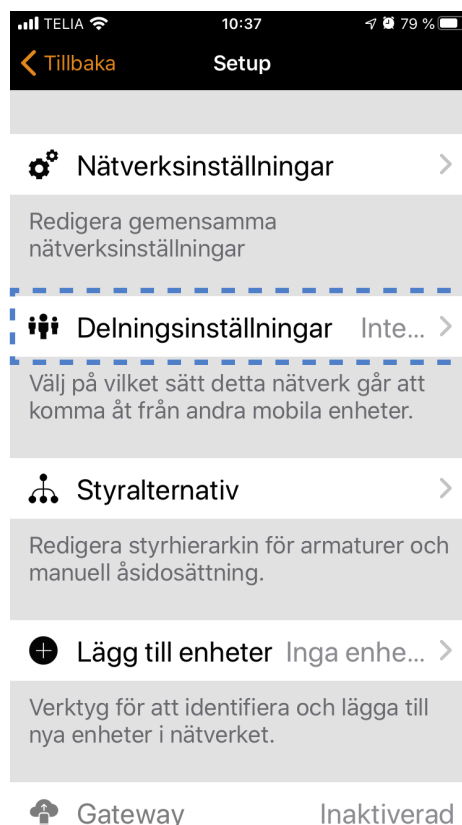 TELIA 10:37 79 %
Tillbaka Setup
Nätverksinställningar
Redigera gemensamma
nätverksinställningar
Delningsinställningar Inte...
Välj på vilket sätt detta nätverk går att
komma åt från andra mobila enheter.
Styralternativ
Redigera styrhierarkin för armaturer och
manuell åsidosättning.
Lägg till enheter Inga enhe...
Verktyg för att identifiera och lägga till
nya enheter i nätverket.
Gateway Inaktiverad